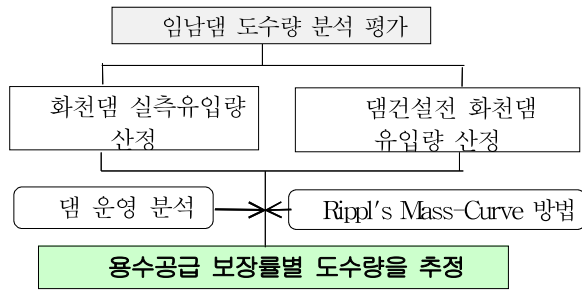 임남댐 도수량 분석 평가
화천댐 실측유입량
산정
댐건설전 화천댐
유입량 산정
댐 운영 분석
Rippl's Mass-Curve 방법
용수공급 보장률별 도수량을 추정